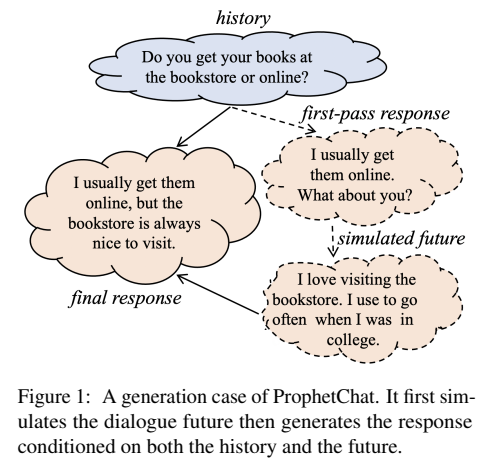 history
Do you get your books at
the bookstore or online?
first-pass response
I usually get
them online.
What about you?
I usually get them
online, but the
bookstore is always
nice to visit.
simulated future
I love visiting the
bookstore. I use to go
often when I was in
college.
final response
Figure 1: A generation case of ProphetChat. It first sim-
ulates the dialogue future then generates the response
conditioned on both the history and the future.